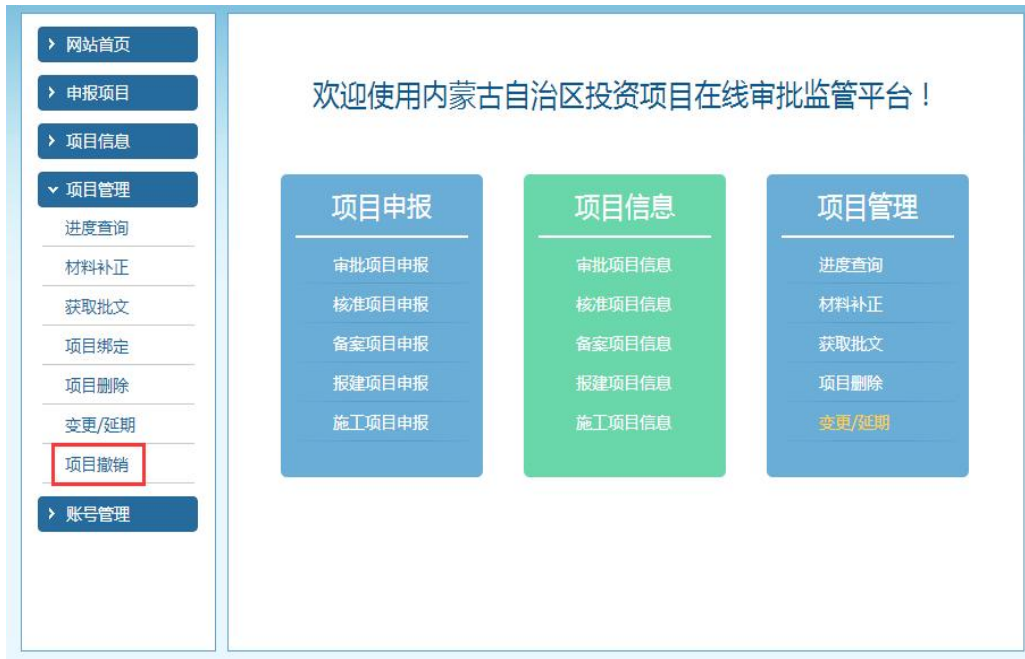 网站首页
申报项目
项目信息
项目管理
进度查询
材料补正
获取批文
项目绑定
项目删除
变更/延期
项目撤销
账号管理
欢迎使用内蒙古自治区投资项目在线审批监管平台！
项目申报
审批项目申报
核准项目申报
备案项目申报
报建项目申报
施工项目申报
项目信息
审批项目信息
核准项目信息
备案项目信息
报建项目信息
施工项目信息
项目管理
进度查询
材料补正
获取批文
项目删除
变更/延期